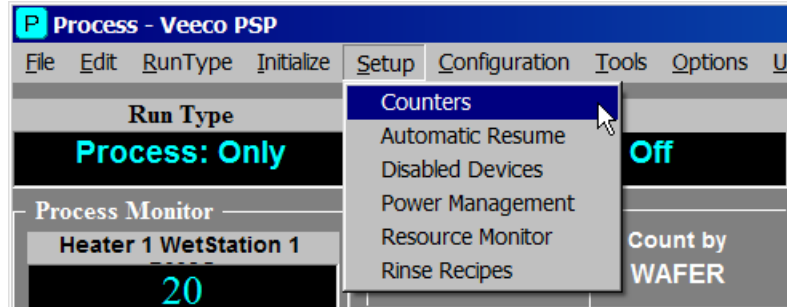 P Process - Veeco PSP
File Edit RunType Initialize Setup Configuration Tools Options U
Run Type
Process: Only
Counters
Automatic Resume
Disabled Devices
Power Management
Resource Monitor
Rinse Recipes
Off
Process Monitor
Heater 1 WetStation 1
20
Count by
WAFER